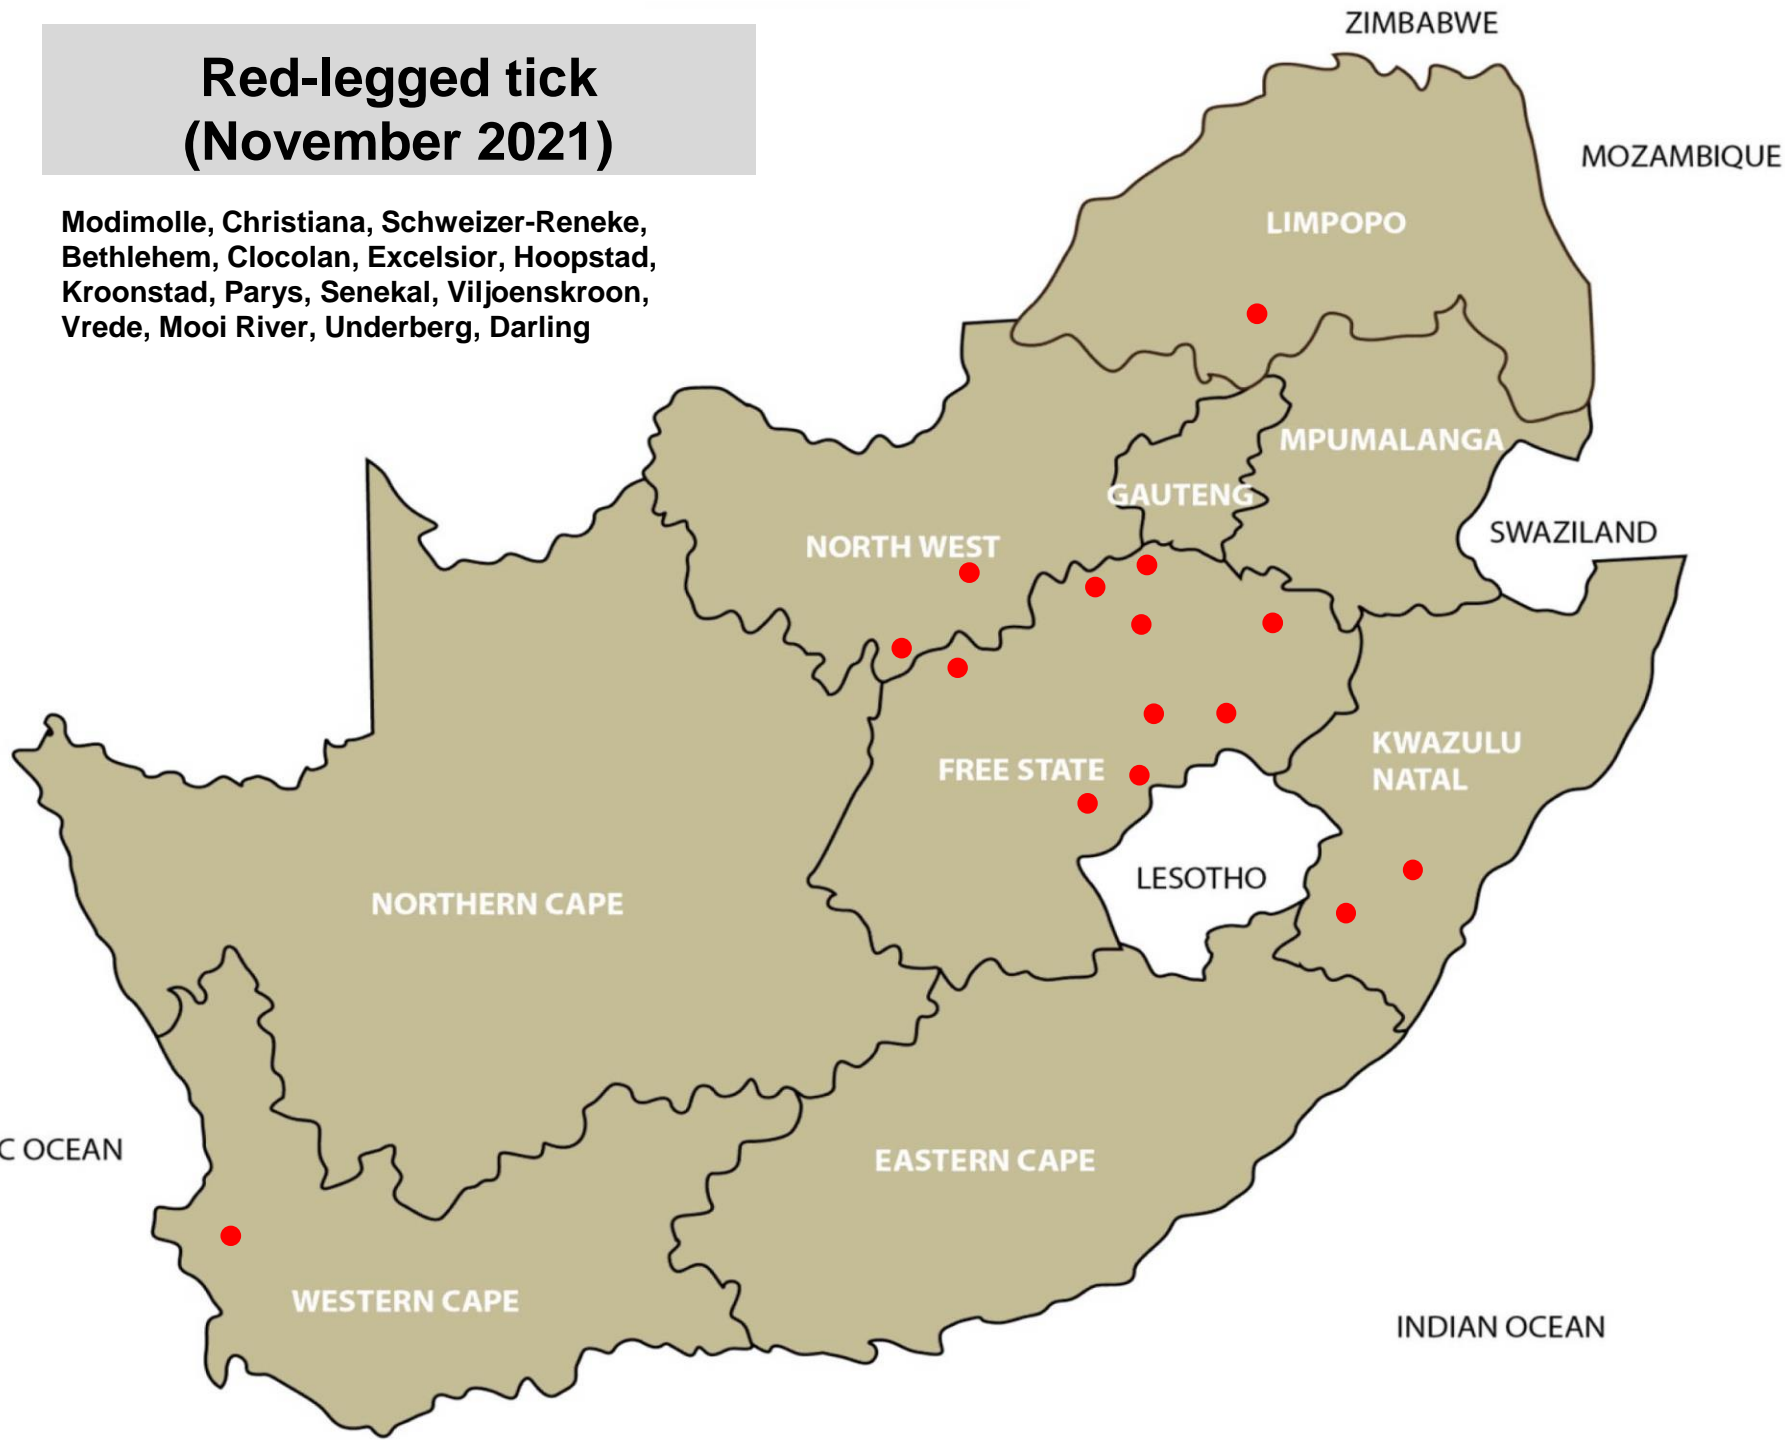 ZIMBABWE
Red-legged tick
(November 2021)
MOZAMBIQUE
Modimolle, Christiana, Schweizer-Reneke,
Bethlehem, Clocolan, Excelsior, Hoopstad,
Kroonstad, Parys, Senekal, Viljoenskroon,
Vrede, Mooi River, Underberg, Darling
LIMPOPO
MPUMALANGA
GAUTENG
SWAZILAND
NORTH WEST
KWAZULU
NATAL
FREE STATE
LESOTHO
NORTHERN CAPE
C OCEAN
EASTERN CAPE
WESTERN CAPE
INDIAN OCEAN